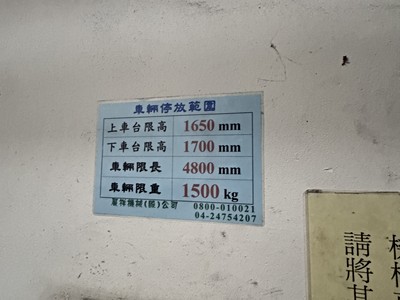 車輛停放範圍
上車台限高 1650 mm
下車台限高 1700 mm
車輛限長 4800 mm
車輛限重 1500 kg
0800-010021
04-24754207
請將其